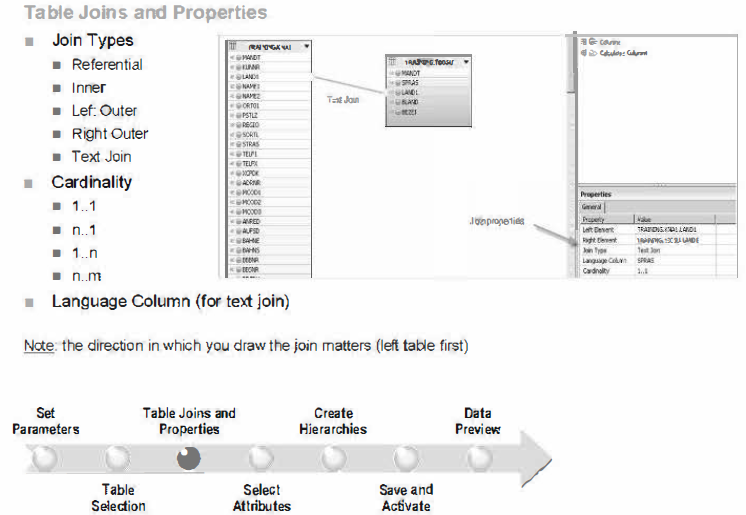 Table Joins and Properties
Join Types
Referential
Inner
Left Outer
Right Outer
Text Join
Cardinality
1..1
n..1
1..n
n..m
Language Column (for text join)
Note: the direction in which you draw the join matters (left table first)
TRAINING.KNA1
MANDT
KUNNR
LAND1
NAME1
NAME2
ORT01
PSTLZ
REGIO
SORTL
STRAS
TELF1
TELFX
XCPDK
ADRNR
MCOD1
MCOD2
MCOD3
ANRED
AUFSD
BAHNE
BAHNS
BBBNR
BBSNR
Text Join
MANDT
SPRAS
LAND1
BLAND
BEZEI
Columns
Calculated Columns
Join properties
Properties
General
Property Value
Left Element TRAINING.KNA1.LAND1
Right Element
Join Type Text Join
Language Column SPRAS
Cardinality 1..1
Set Parameters
Table Selection
Table Joins and Properties
Select Attributes
Create Hierarchies
Save and Activate
Data Preview